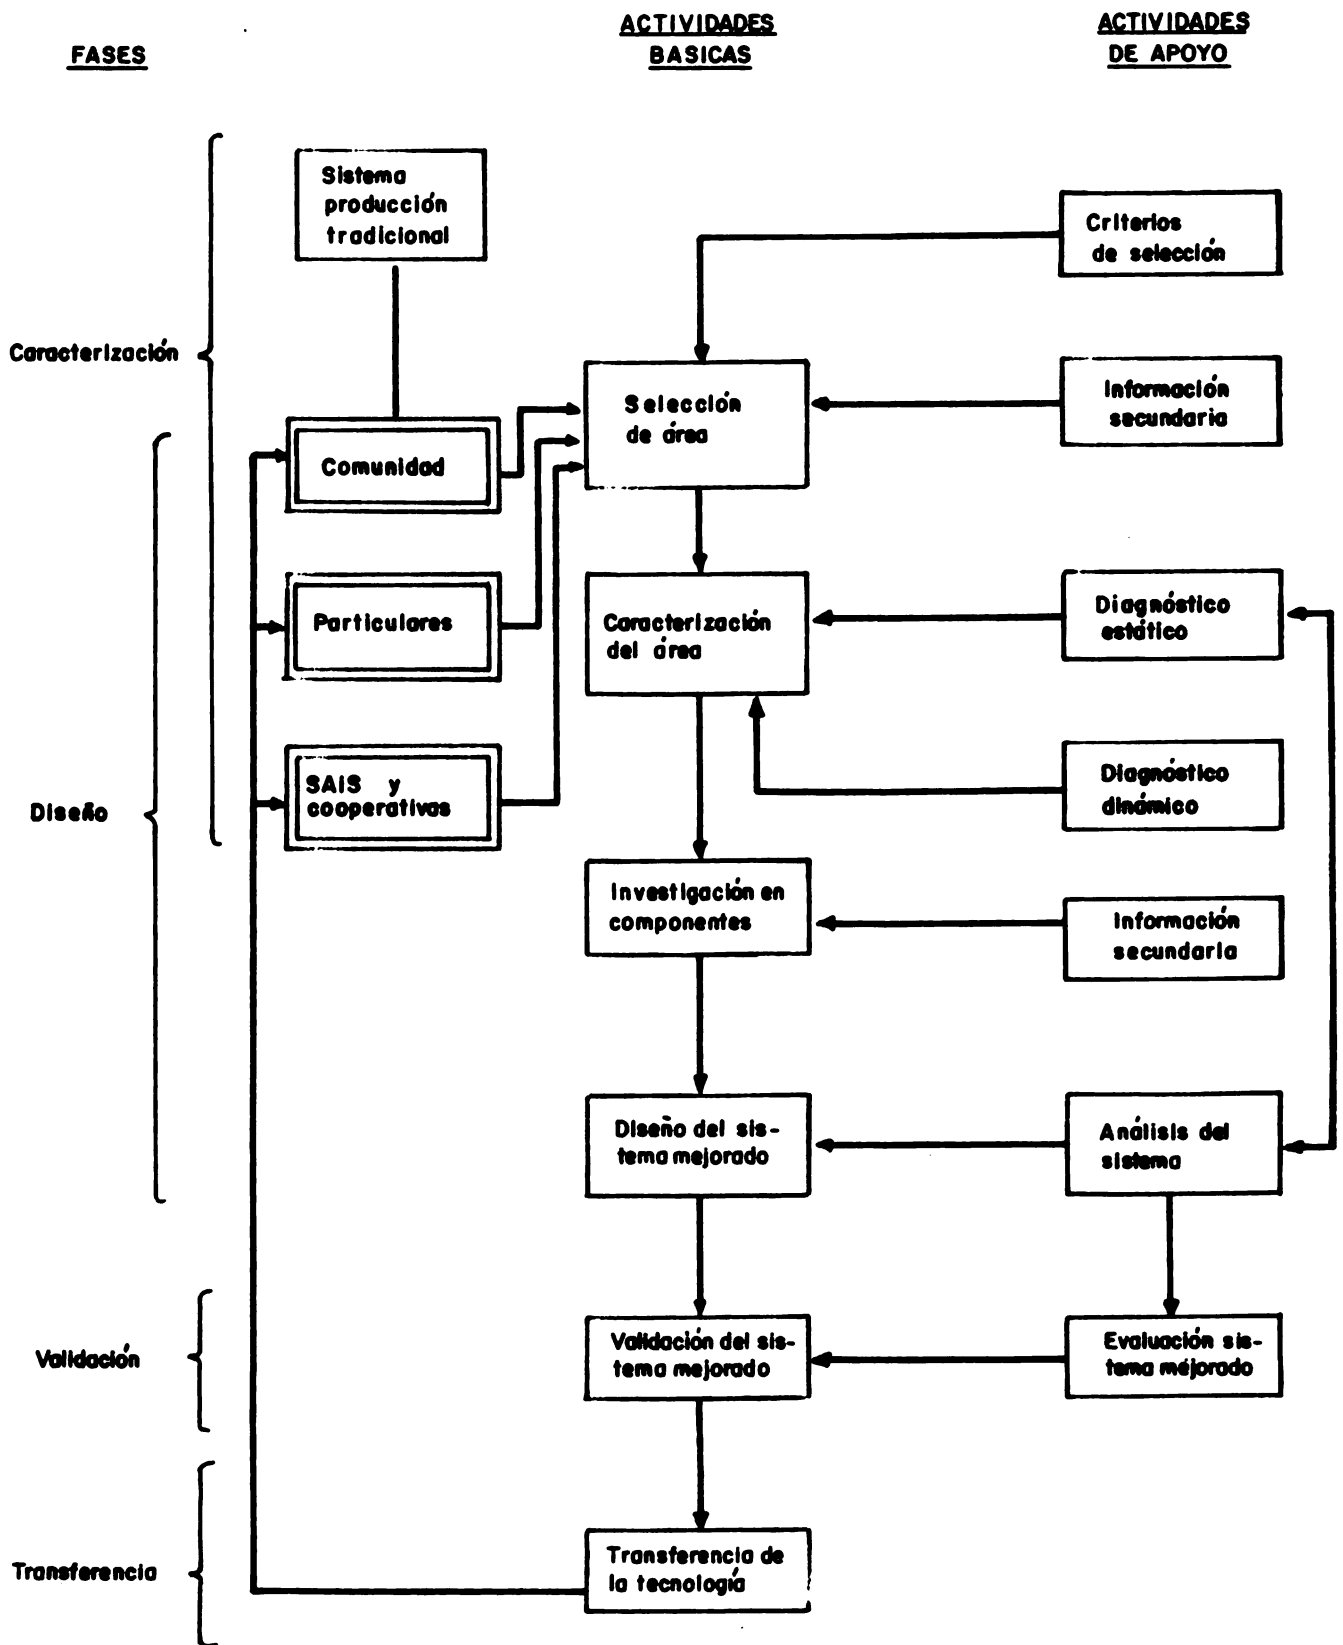 FASES
ACTIVIDADES
BASICAS
ACTIVIDADES
DE APOYO
Sistema
producción
tradicional
Criterios
de selección
Caracterización
Selección
de área
Información
secundaria
Comunidad
Particulares
Caracterización
del área
Diagnóstico
estático
SAIS y
cooperativas
Diagnóstico
dinámico
Diseño
Investigación en
componentes
Información
secundaria
Diseño del sis-
tema mejorado
Análisis del
sistema
Validación
Validación del sis-
tema mejorado
Evaluación sis-
tema méjorado
Transferencia
Transferencia de
la tecnología